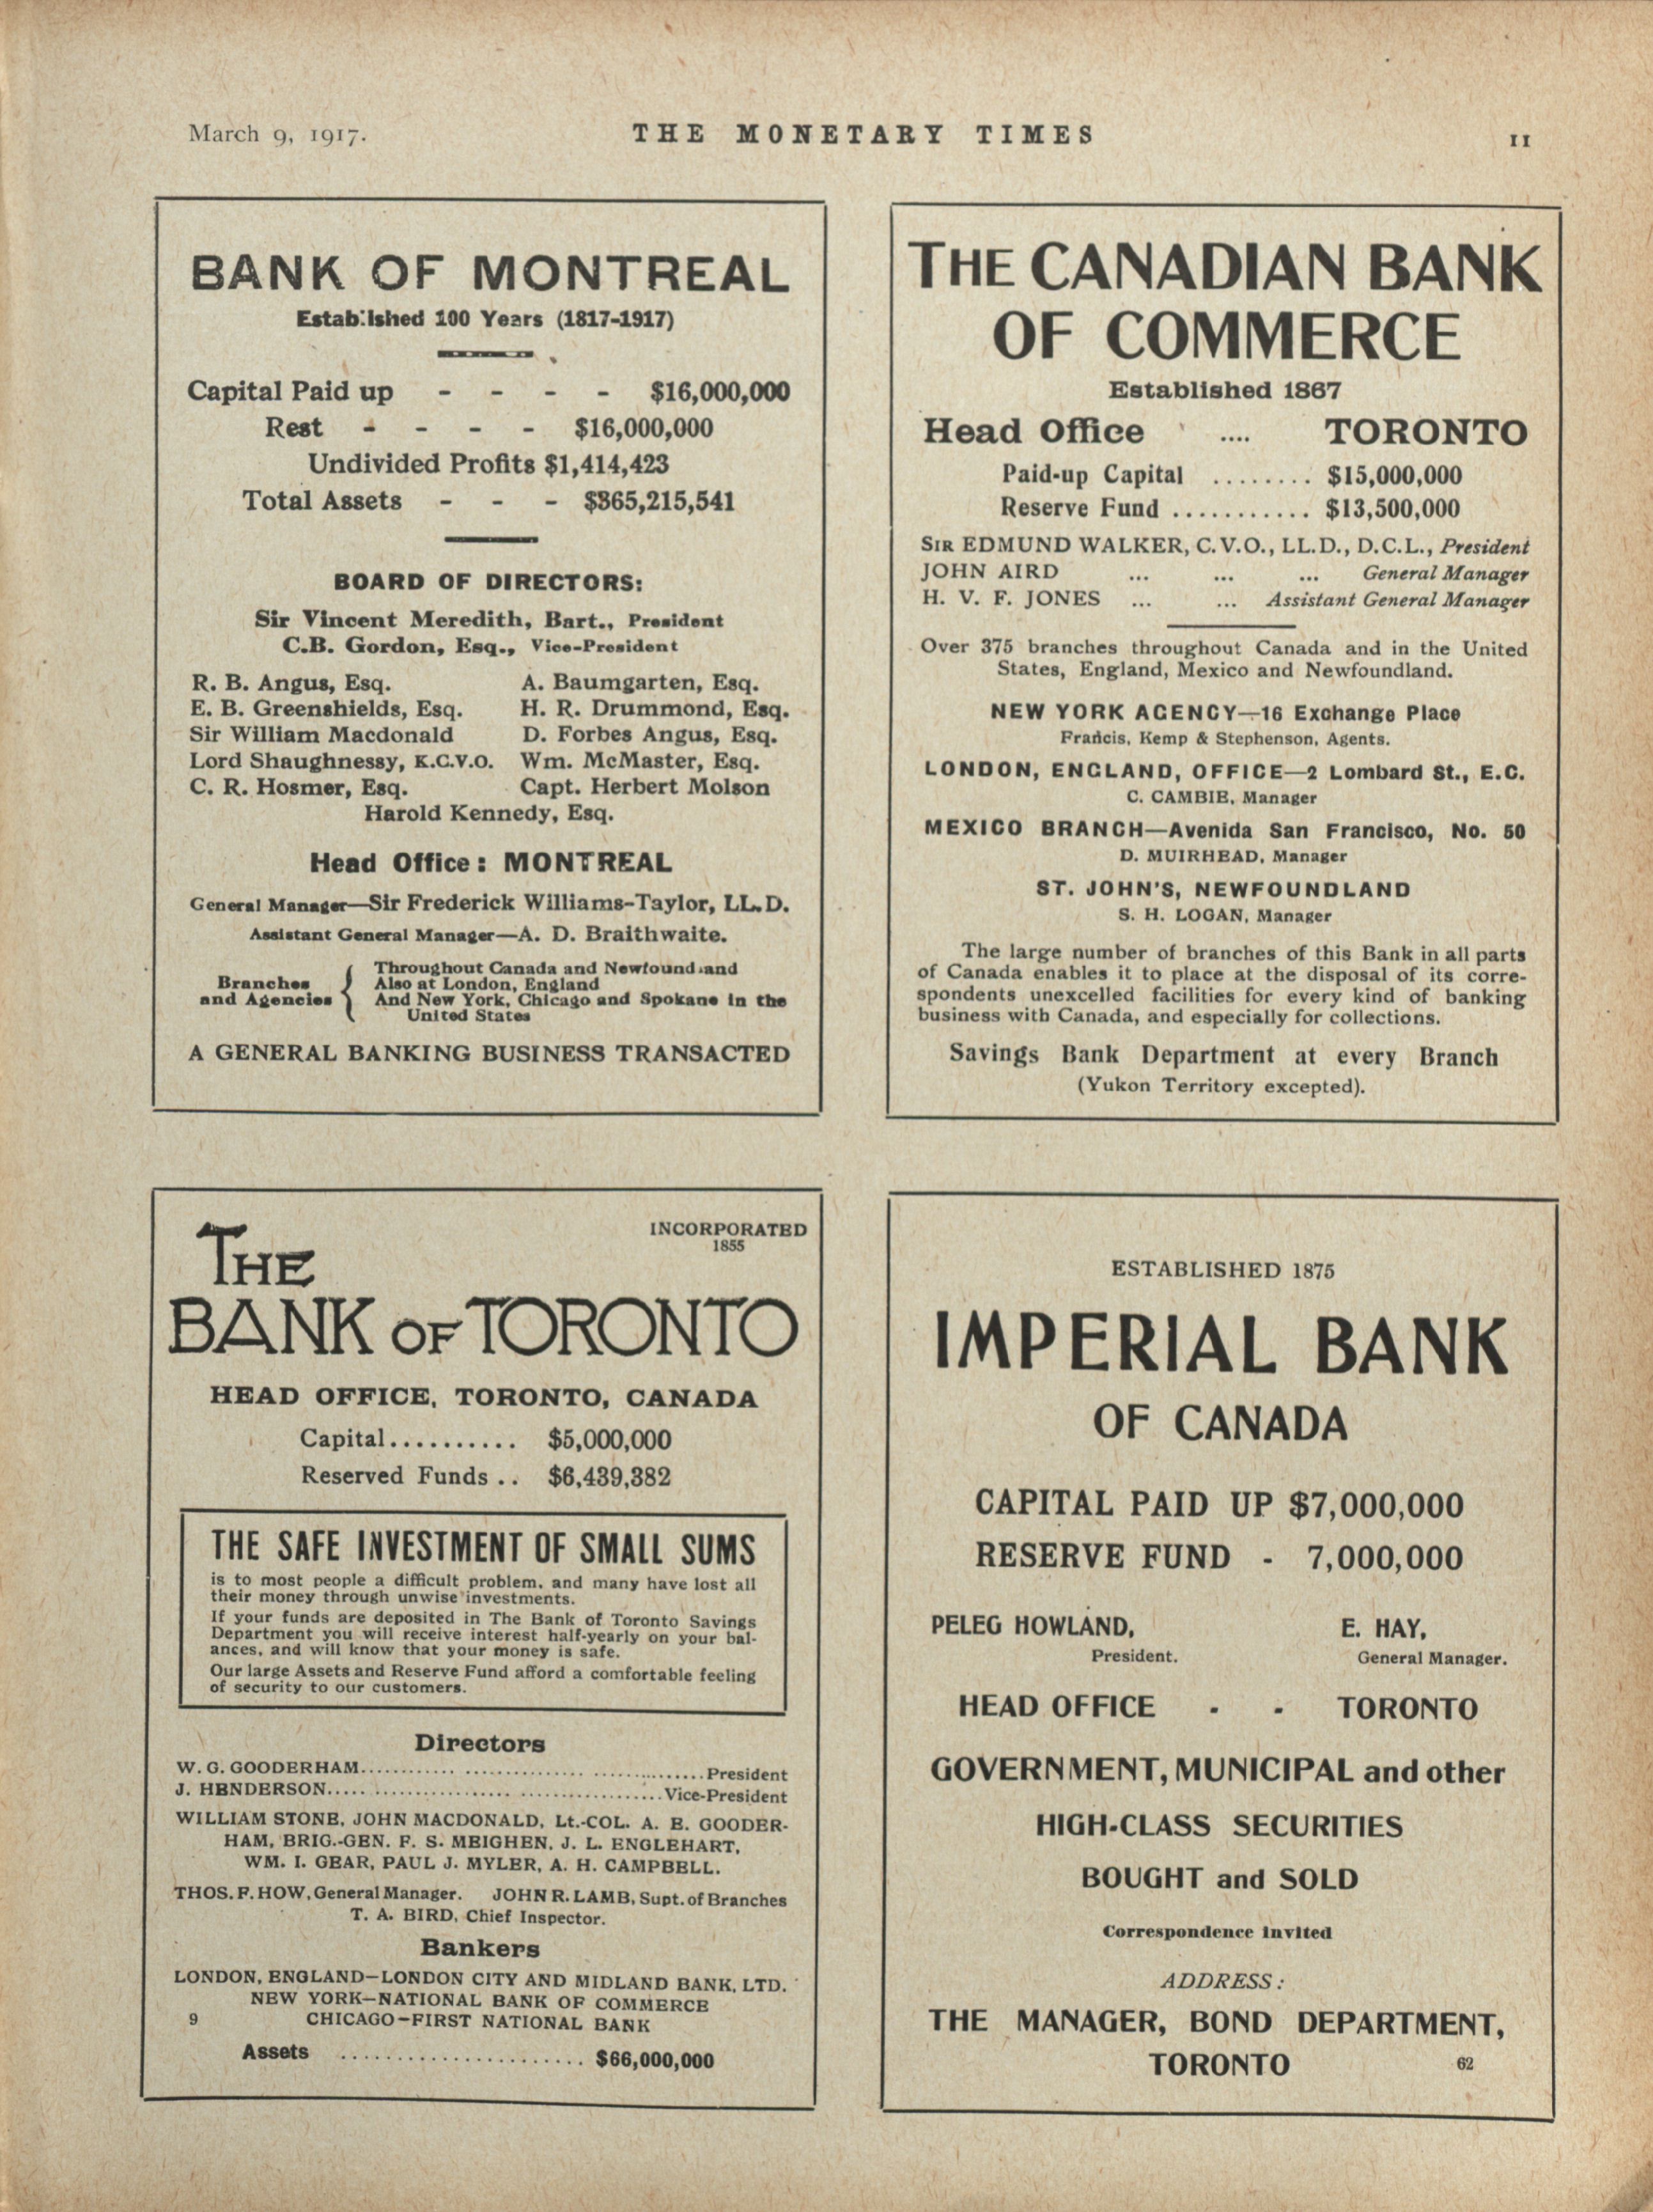 March 9, 1917.
THE MONETARY TIMES
11
BANK OF MONTREAL
Established 100 Years (1817-1917)
Capital Paid up - - - - $16,000,000
Rest - - - - $16,000,000
Undivided Profits $1,414,423
Total Assets - - - $365,215,541
BOARD OF DIRECTORS:
Sir Vincent Meredith, Bart., President
C.B. Gordon, Esq., Vice-President
R. B. Angus, Esq. A. Baumgarten, Esq.
E. B. Greenshields, Esq. H. R. Drummond, Esq.
Sir William Macdonald D. Forbes Angus, Esq.
Lord Shaughnessy, K.C.V.O. Wm. McMaster, Esq.
C. R. Hosmer, Esq. Capt. Herbert Molson
Harold Kennedy, Esq.
Head Office: MONTREAL
General Manager—Sir Frederick Williams-Taylor, LL.D.
Assistant General Manager—A. D. Braithwaite.
Branches and Agencies
Throughout Canada and Newfoundland
Also at London, England
And New York, Chicago and Spokane in the
United States
A GENERAL BANKING BUSINESS TRANSACTED
THE CANADIAN BANK
OF COMMERCE
Established 1867
Head Office .... TORONTO
Paid-up Capital ........ $15,000,000
Reserve Fund ........... $13,500,000
SIR EDMUND WALKER, C.V.O., LL.D., D.C.L., President
JOHN AIRD ... ... ... General Manager
H. V. F. JONES ... ... Assistant General Manager
Over 375 branches throughout Canada and in the United
States, England, Mexico and Newfoundland.
NEW YORK AGENCY—16 Exchange Place
Francis, Kemp & Stephenson, Agents.
LONDON, ENGLAND, OFFICE—2 Lombard St., E.C.
C. CAMBIE, Manager
MEXICO BRANCH—Avenida San Francisco, No. 50
D. MUIRHEAD, Manager
ST. JOHN'S, NEWFOUNDLAND
S. H. LOGAN, Manager
The large number of branches of this Bank in all parts
of Canada enables it to place at the disposal of its corre-
spondents unexcelled facilities for every kind of banking
business with Canada, and especially for collections.
Savings Bank Department at every Branch
(Yukon Territory excepted).
INCORPORATED
1855
THE
BANK OF TORONTO
HEAD OFFICE, TORONTO, CANADA
Capital.......... $5,000,000
Reserved Funds .. $6,439,382
THE SAFE INVESTMENT OF SMALL SUMS
is to most people a difficult problem, and many have lost all
their money through unwise investments.
If your funds are deposited in The Bank of Toronto Savings
Department you will receive interest half-yearly on your bal-
ances, and will know that your money is safe.
Our large Assets and Reserve Fund afford a comfortable feeling
of security to our customers.
Directors
W. G. GOODERHAM.......................................President
J. HENDERSON.......................................Vice-President
WILLIAM STONE, JOHN MACDONALD, Lt.-COL. A. E. GOODER-
HAM, BRIG.-GEN. F. S. MEIGHEN, J. L. ENGLEHART,
WM. I. GEAR, PAUL J. MYLER, A. H. CAMPBELL.
THOS. F. HOW, General Manager. JOHN R. LAMB, Supt. of Branches
T. A. BIRD, Chief Inspector.
Bankers
LONDON, ENGLAND—LONDON CITY AND MIDLAND BANK, LTD.
NEW YORK—NATIONAL BANK OF COMMERCE
9 CHICAGO—FIRST NATIONAL BANK
Assets ...................... $66,000,000
ESTABLISHED 1875
IMPERIAL BANK
OF CANADA
CAPITAL PAID UP $7,000,000
RESERVE FUND - 7,000,000
PELEG HOWLAND, E. HAY,
President. General Manager.
HEAD OFFICE - - TORONTO
GOVERNMENT, MUNICIPAL and other
HIGH-CLASS SECURITIES
BOUGHT and SOLD
Correspondence Invited
ADDRESS:
THE MANAGER, BOND DEPARTMENT,
TORONTO 62